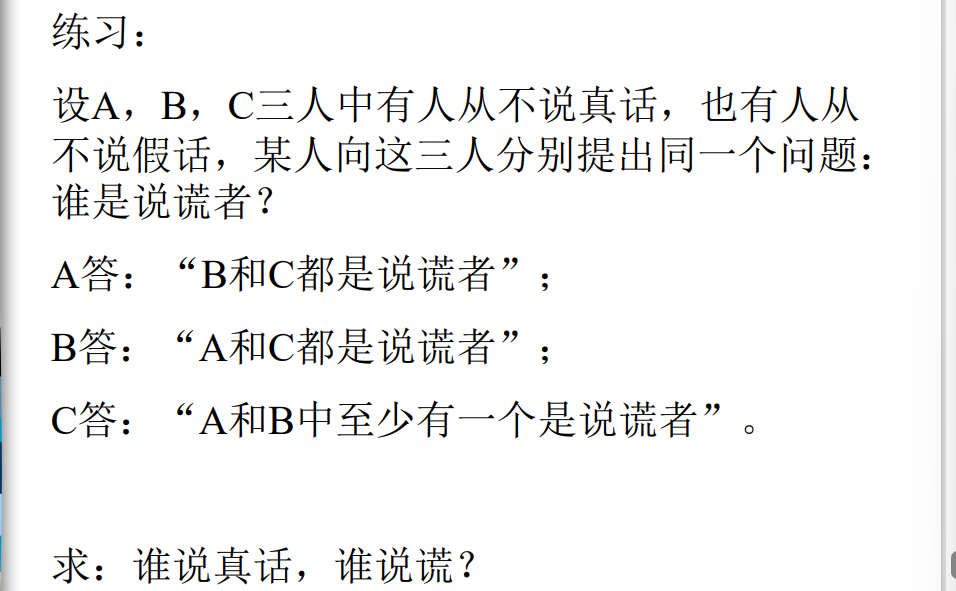 练习：
设A，B，C三人中有人从不说真话，也有人从
不说假话，某人向这三人分别提出同一个问题：
谁是说谎者？
A答：“B和C都是说谎者”；
B答：“A和C都是说谎者”；
C答：“A和B中至少有一个是说谎者”。
求：谁说真话，谁说谎？